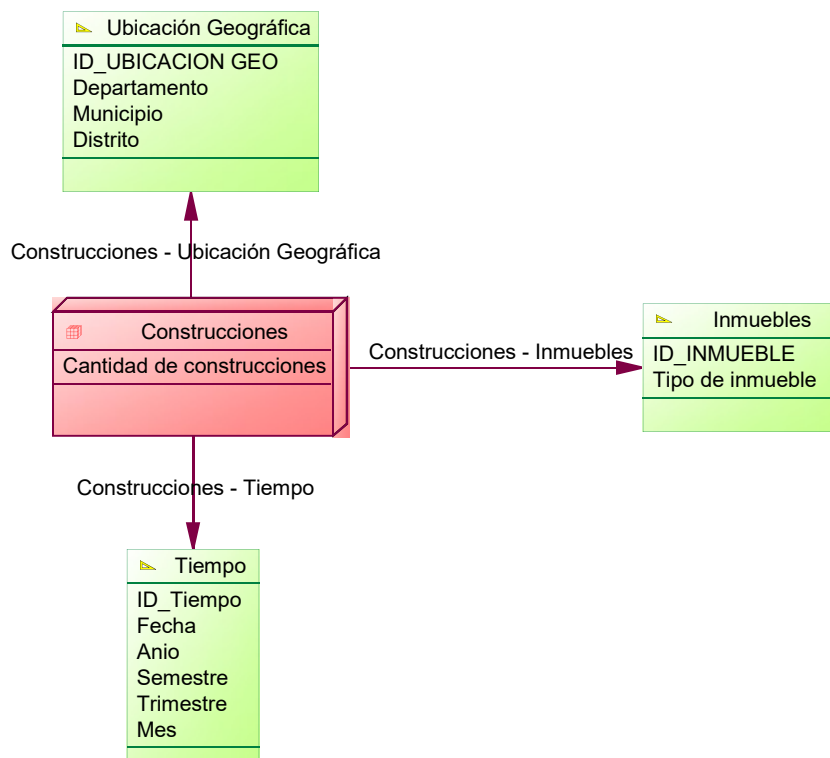 Ubicación Geográfica
ID_UBICACION GEO
Departamento
Municipio
Distrito
Construcciones - Ubicación Geográfica
Construcciones
Cantidad de construcciones
Construcciones - Inmuebles
Inmuebles
ID_INMUEBLE
Tipo de inmueble
Construcciones - Tiempo
Tiempo
ID_Tiempo
Fecha
Anio
Semestre
Trimestre
Mes